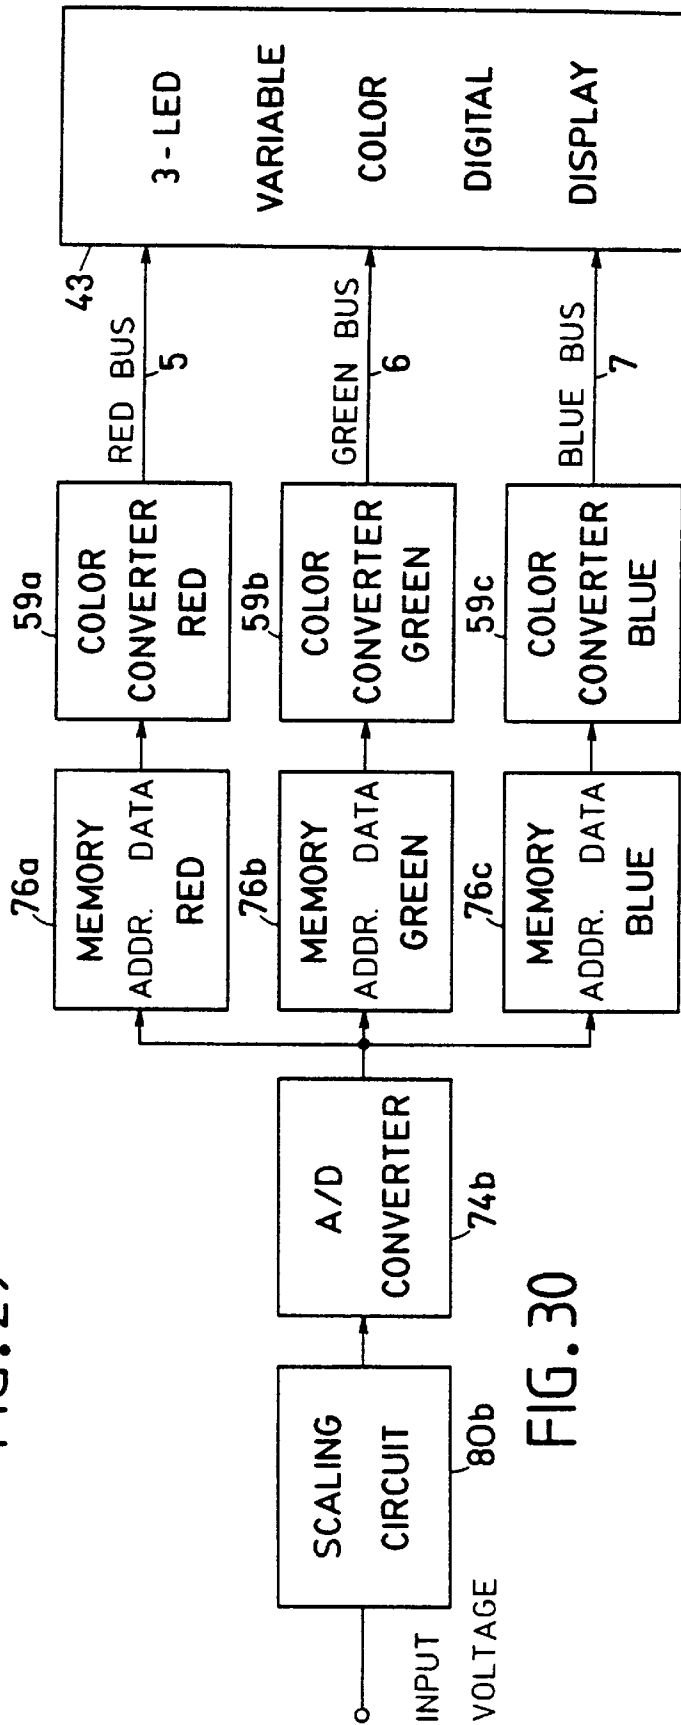 INPUT
VOLTAGE
SCALING
CIRCUIT
80b
A/D
CONVERTER
74b
76a
MEMORY
ADDR. DATA
RED
76b
MEMORY
ADDR. DATA
GREEN
76c
MEMORY
ADDR. DATA
BLUE
59a
COLOR
CONVERTER
RED
59b
COLOR
CONVERTER
GREEN
59c
COLOR
CONVERTER
BLUE
RED BUS
5
GREEN BUS
6
BLUE BUS
7
43
3-LED
VARIABLE
COLOR
DIGITAL
DISPLAY
FIG. 30